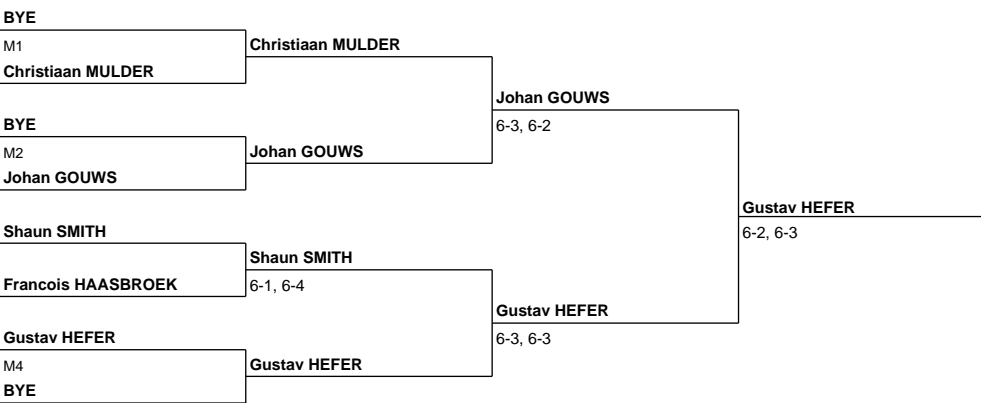 BYE
M1
Christiaan MULDER
Christiaan MULDER
BYE
M2
Johan GOUWS
Johan GOUWS
Johan GOUWS
6-3, 6-2
Shaun SMITH
Francois HAASBROEK
Shaun SMITH
6-1, 6-4
Gustav HEFER
M4
BYE
Gustav HEFER
Gustav HEFER
6-3, 6-3
Gustav HEFER
6-2, 6-3